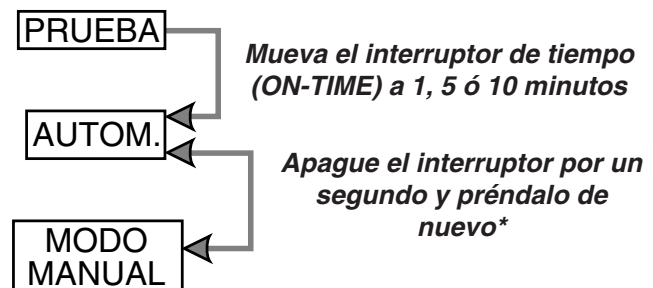 PRUEBA
Mueva el interruptor de tiempo
(ON-TIME) a 1, 5 ó 10 minutos
AUTOM.
Apague el interruptor por un
segundo y préndalo de
nuevo*
MODO
MANUAL